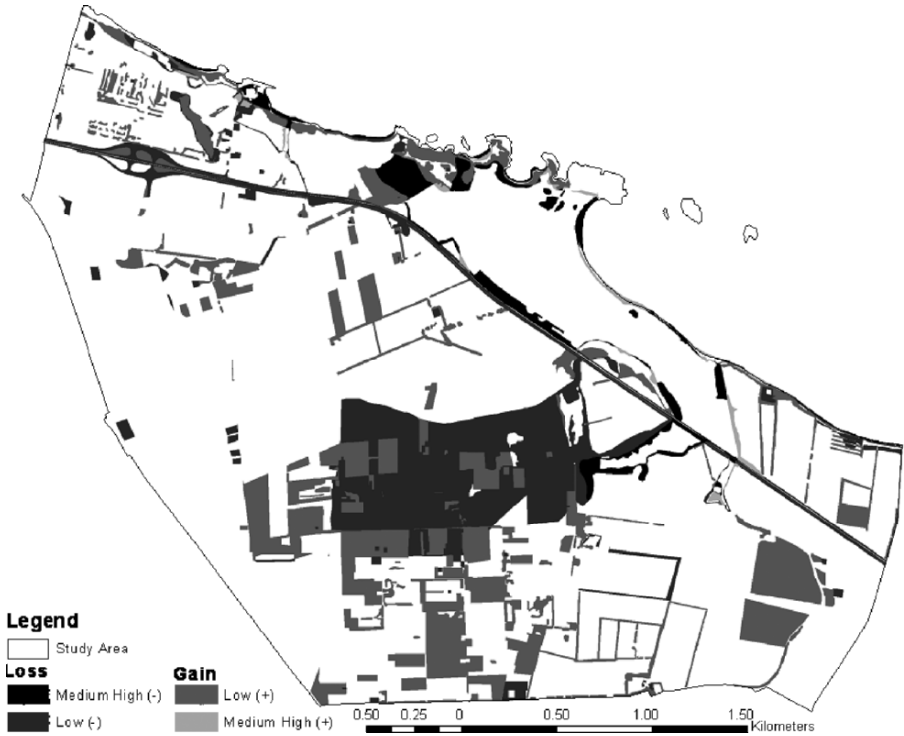 Legend
Study Area
Loss
Gain
Medium High (-)
Low (+)
Low (-)
Medium High (+)
0.50 0.25 0 0.50 1.00 1.50
Kilometers